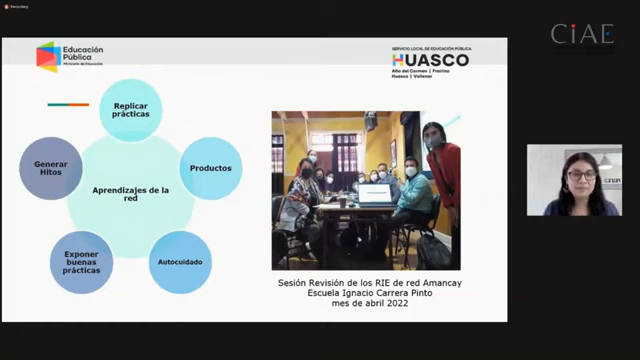 Recording
CIAE
Educación
Pública
Ministerio de Educación
SERVICIO LOCAL DE EDUCACIÓN PÚBLICA
HUASCO
Alto del Carmen | Freirina
Huasco | Vallenar
Replicar
prácticas
Generar
Hitos
Productos
Aprendizajes de la
red
Exponer
buenas
prácticas
Autocuidado
Sesión Revisión de los RIE de red Amancay
Escuela Ignacio Carrera Pinto
mes de abril 2022